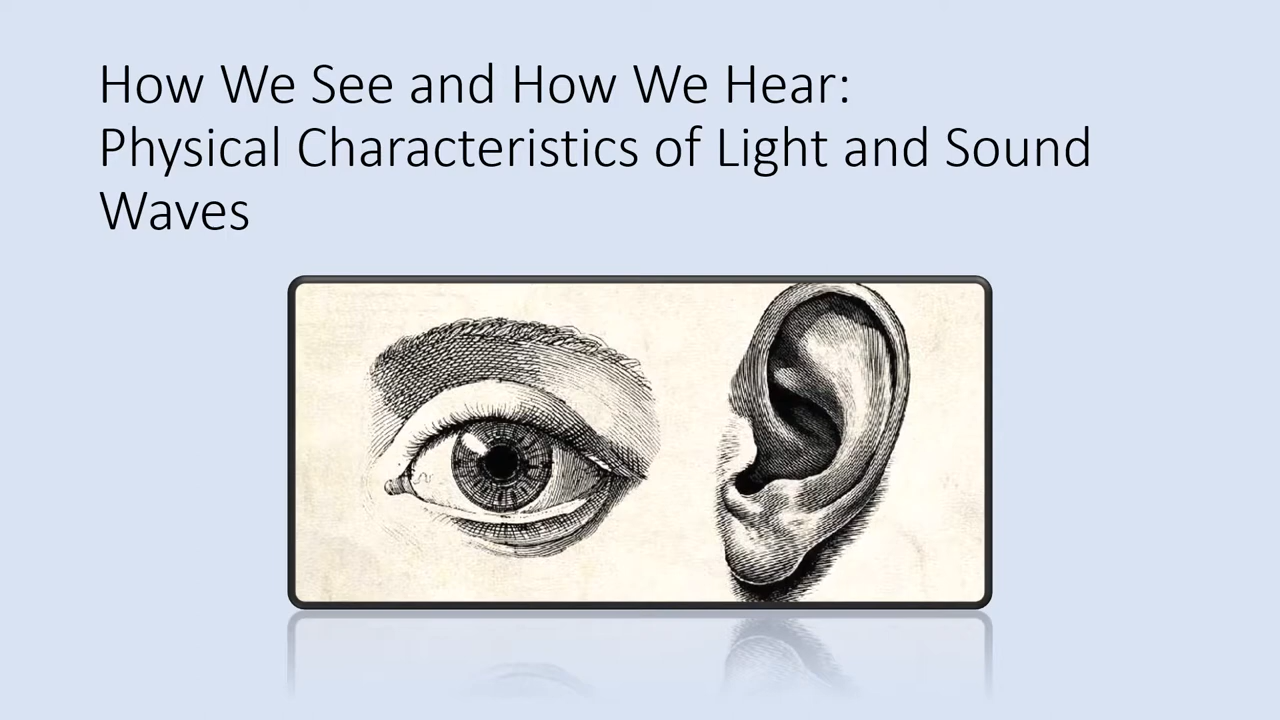 How We See and How We Hear:
Physical Characteristics of Light and Sound
Waves